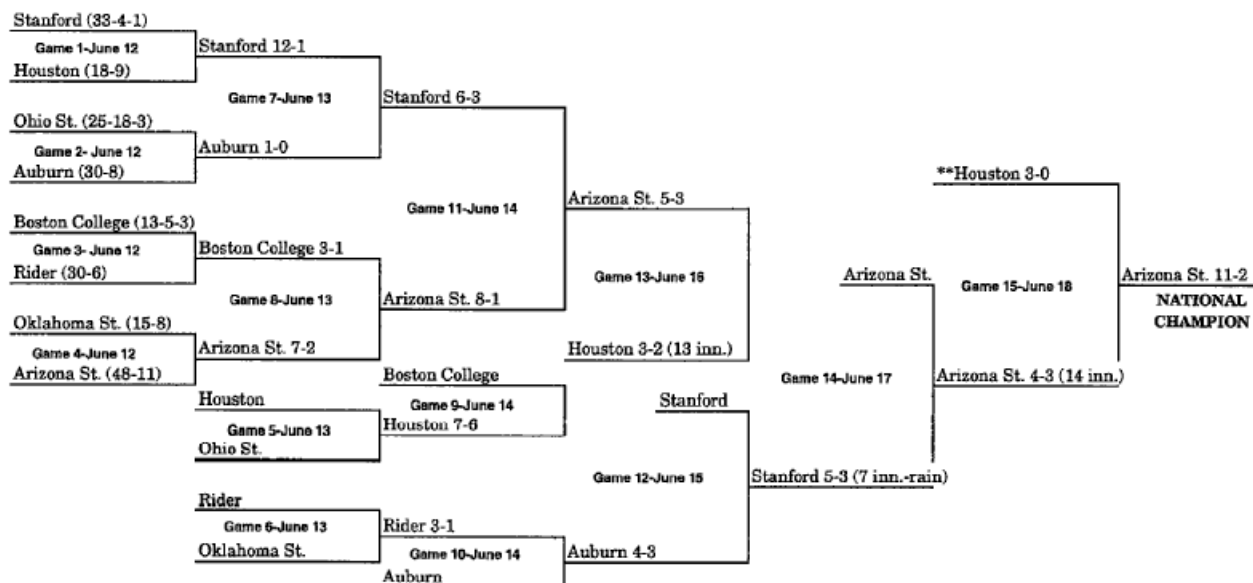 Stanford (33-4-1)
Game 1-June 12
Houston (18-9)
Stanford 12-1
Game 7-June 13
Stanford 6-3
Ohio St. (25-18-3)
Game 2- June 12
Auburn (30-8)
Auburn 1-0
Game 11-June 14
Arizona St. 5-3
**Houston 3-0
Boston College (13-5-3)
Game 3- June 12
Rider (30-6)
Boston College 3-1
Game 8-June 13
Arizona St. 8-1
Game 13-June 16
Arizona St.
Game 15-June 18
Arizona St. 11-2
NATIONAL
CHAMPION
Oklahoma St. (15-8)
Game 4-June 12
Arizona St. (48-11)
Arizona St. 7-2
Houston 3-2 (13 inn.)
Game 14-June 17
Arizona St. 4-3 (14 inn.)
Boston College
Game 9-June 14
Houston 7-6
Houston
Game 5-June 13
Ohio St.
Stanford
Game 12-June 15
Stanford 5-3 (7 inn.-rain)
Rider
Game 6-June 13
Oklahoma St.
Rider 3-1
Game 10-June 14
Auburn
Auburn 4-3